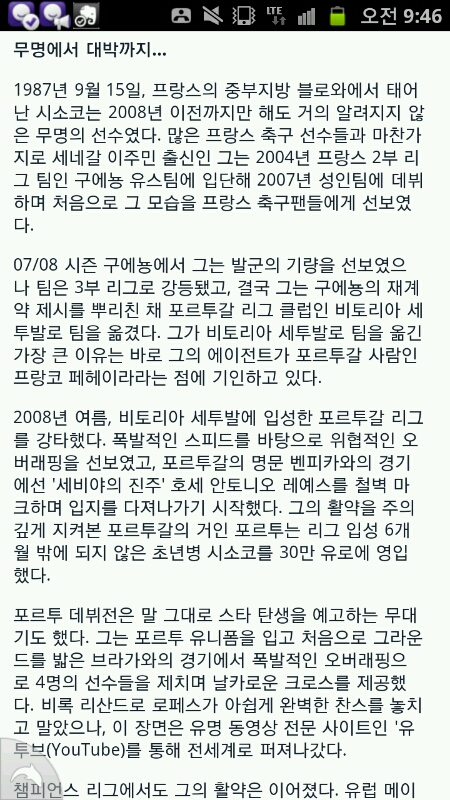 LTE
오전 9:46
무명에서 대박까지...
1987년 9월 15일, 프랑스의 중부지방 블로와에서 태어
난 시소코는 2008년 이전까지만 해도 거의 알려지지 않
은 무명의 선수였다. 많은 프랑스 축구 선수들과 마찬가
지로 세네갈 이주민 출신인 그는 2004년 프랑스 2부 리
그 팀인 구에뇽 유스팀에 입단해 2007년 성인팀에 데뷔
하며 처음으로 그 모습을 프랑스 축구팬들에게 선보였
다.
07/08 시즌 구에뇽에서 그는 발군의 기량을 선보였으
나 팀은 3부 리그로 강등됐고, 결국 그는 구에뇽의 재계
약 제시를 뿌리친 채 포르투갈 리그 클럽인 비토리아 세
투발로 팀을 옮겼다. 그가 비토리아 세투발로 팀을 옮긴
가장 큰 이유는 바로 그의 에이전트가 포르투갈 사람인
프랑코 페헤이라라는 점에 기인하고 있다.
2008년 여름, 비토리아 세투발에 입성한 포르투갈 리그
를 강타했다. 폭발적인 스피드를 바탕으로 위협적인 오
버래핑을 선보였고, 포르투갈의 명문 벤피카와의 경기
에선 '세비야의 진주' 호세 안토니오 레예스를 철벽 마
크하며 입지를 다져나가기 시작했다. 그의 활약을 주의
깊게 지켜본 포르투갈의 거인 포르투는 리그 입성 6개
월 밖에 되지 않은 초년병 시소코를 30만 유로에 영입
했다.
포르투 데뷔전은 말 그대로 스타 탄생을 예고하는 무대
기도 했다. 그는 포르투 유니폼을 입고 처음으로 그라운
드를 밟은 브라가와의 경기에서 폭발적인 오버래핑으
로 4명의 선수들을 제치며 날카로운 크로스를 제공했
다. 비록 리산드로 로페스가 아쉽게 완벽한 찬스를 놓치
고 말았으나, 이 장면은 유명 동영상 전문 사이트인 '유
투브(YouTube)를 통해 전세계로 퍼져나갔다.
챔피언스 리그에서도 그의 활약은 이어졌다. 유럽 메이